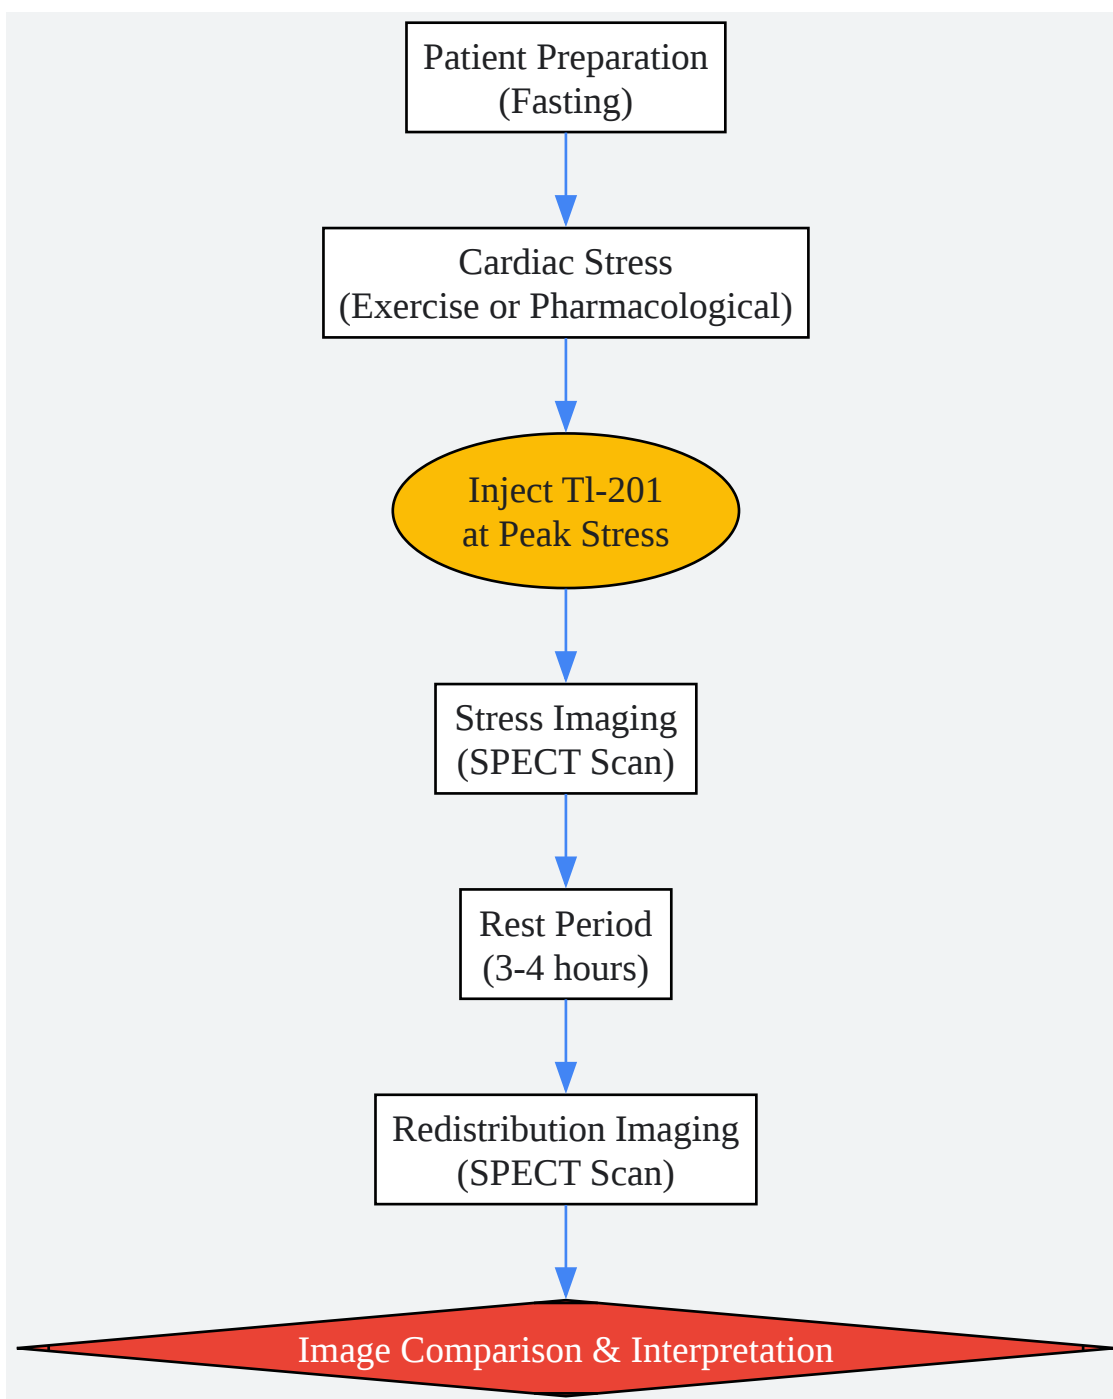 Patient Preparation
(Fasting)
Cardiac Stress
(Exercise or Pharmacological)
Inject Tl-201
at Peak Stress
Stress Imaging
(SPECT Scan)
Rest Period
(3-4 hours)
Redistribution Imaging
(SPECT Scan)
Image Comparison & Interpretation